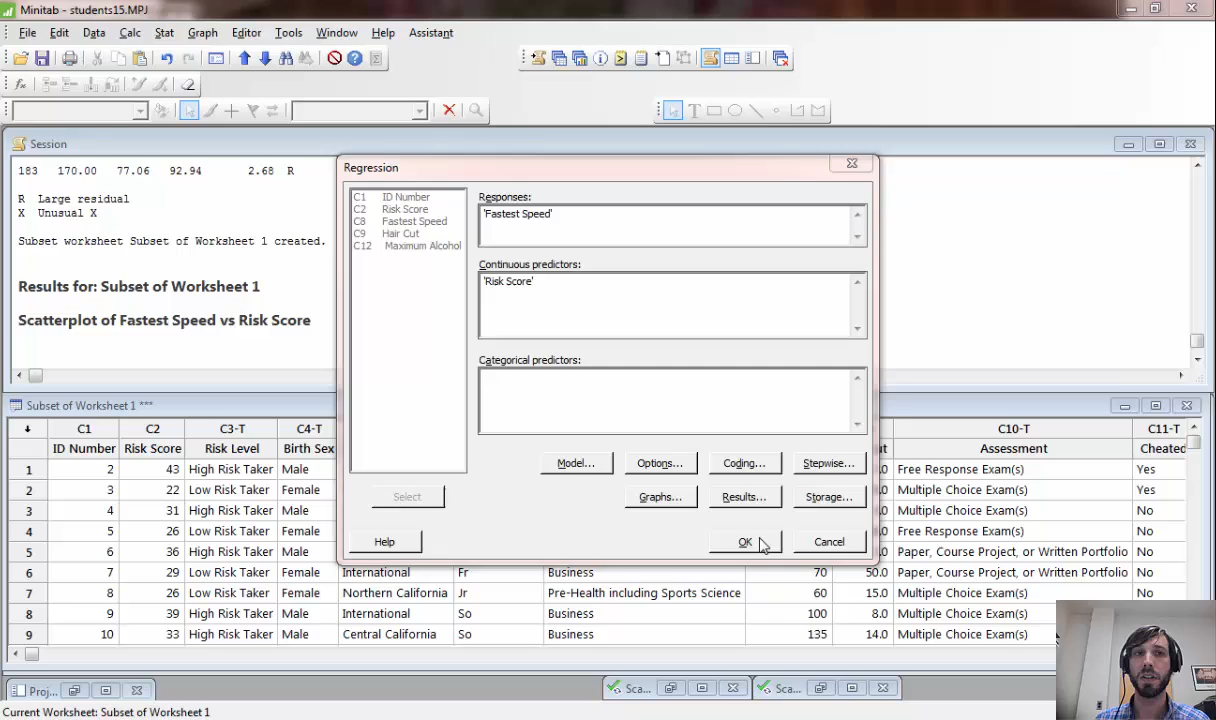 Minitab - students15.MPJ
File Edit Data Calc Stat Graph Editor Tools Window Help Assistant
Session
183 170.00 77.06 92.94 2.68 R
R Large residual
X Unusual X
Subset worksheet Subset of Worksheet 1 created.
Results for: Subset of Worksheet 1
Scatterplot of Fastest Speed vs Risk Score
Regression
C1 ID Number
C2 Risk Score
C8 Fastest Speed
C9 Hair Cut
C12 Maximum Alcohol
Responses:
'Fastest Speed'
Continuous predictors:
'Risk Score'
Categorical predictors:
Model... Options... Coding... Stepwise...
Select Graphs... Results... Storage...
Help OK Cancel
Subset of Worksheet 1 ***
C1 C2 C3-T C4-T C10-T C11-T
ID Number Risk Score Risk Level Birth Sex Assessment Cheated
1 2 43 High Risk Taker Male Free Response Exam(s) Yes
2 3 22 Low Risk Taker Female Multiple Choice Exam(s) Yes
3 4 31 High Risk Taker Male Multiple Choice Exam(s) No
4 5 26 Low Risk Taker Female Free Response Exam(s) No
5 6 36 High Risk Taker Male Paper, Course Project, or Written Portfolio No
6 7 29 Low Risk Taker Female International Fr Business 70 50.0 Paper, Course Project, or Written Portfolio No
7 8 26 Low Risk Taker Female Northern California Jr Pre-Health including Sports Science 60 15.0 Multiple Choice Exam(s) No
8 9 39 High Risk Taker Male International So Business 100 8.0 Multiple Choice Exam(s)
9 10 33 High Risk Taker Male Central California So Business 135 14.0 Multiple Choice Exam(s)
Proj... Sca... Sca...
Current Worksheet: Subset of Worksheet 1